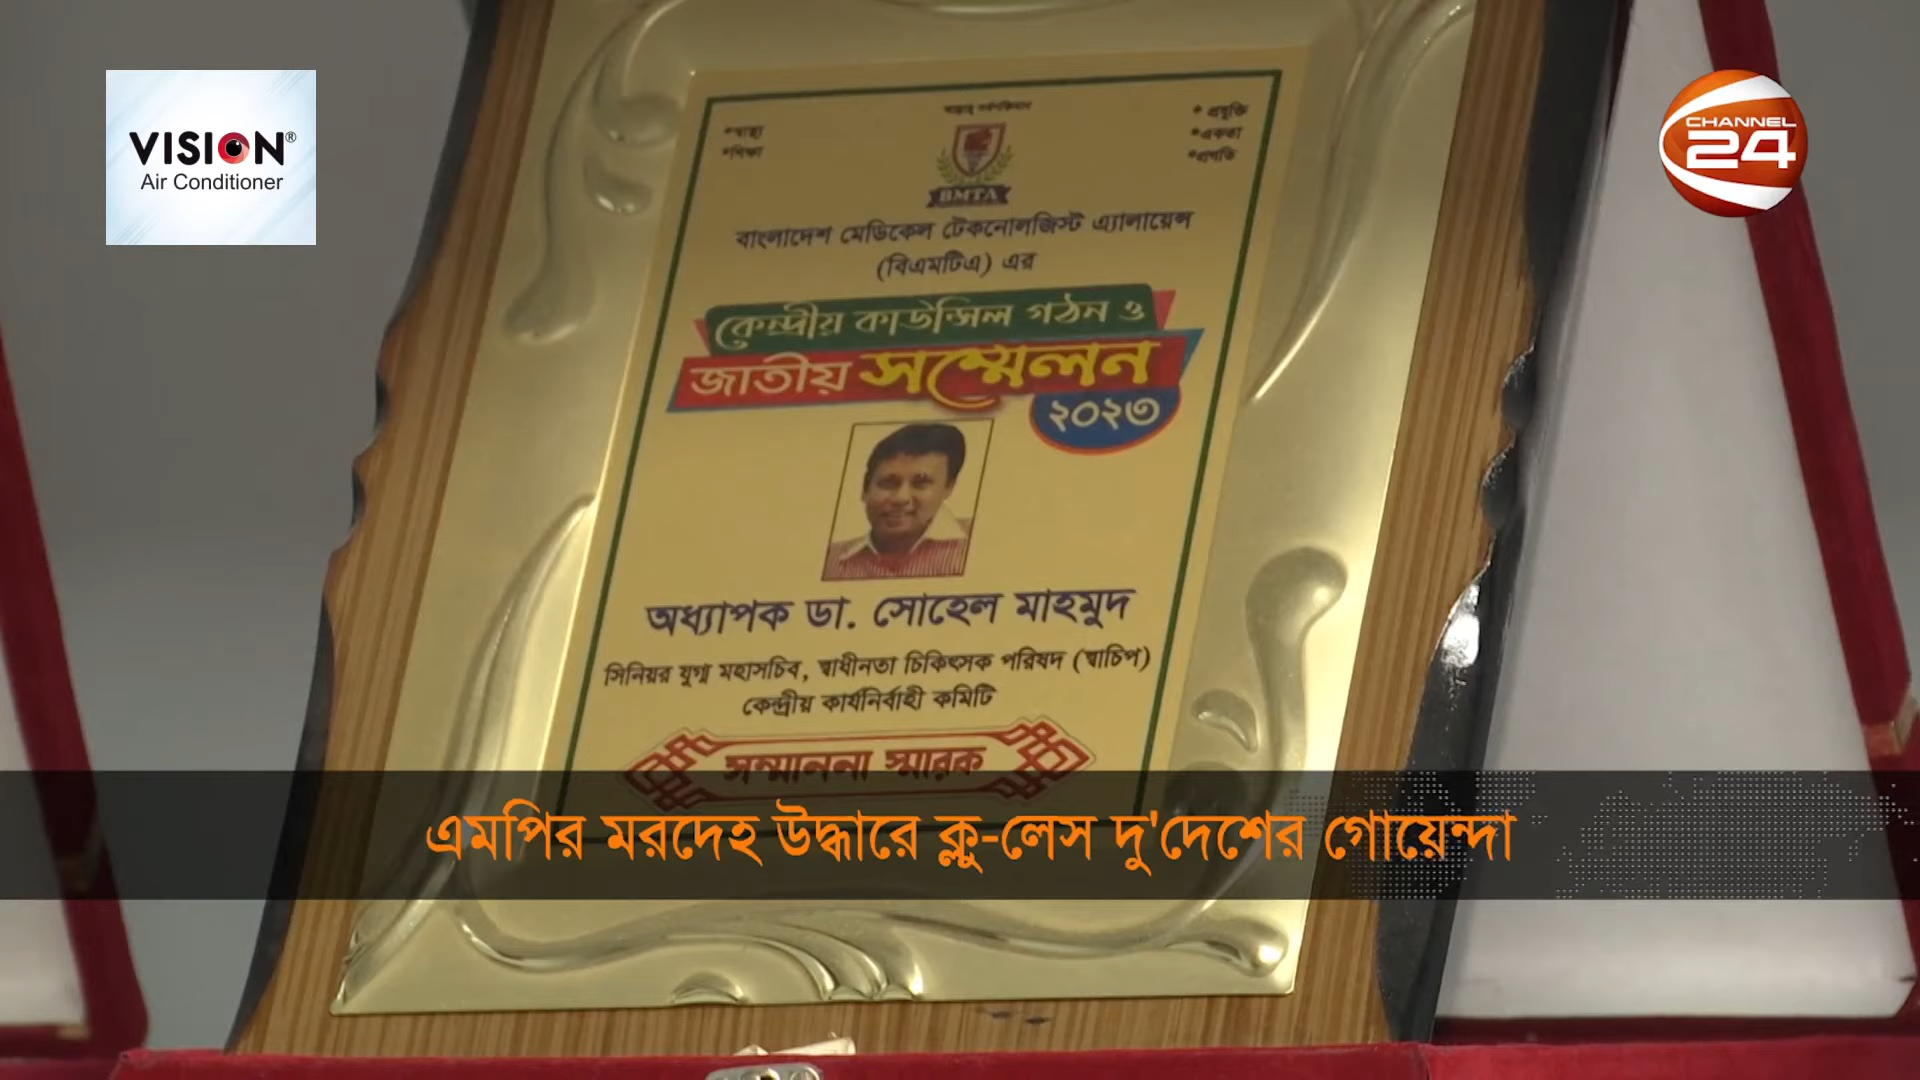 VISION®
Air Conditioner
CHANNEL
24
* প্রযুক্তি
*একতা
*প্রগতি
*স্বাস্থ্য
*শিক্ষা
BMTA
বাংলাদেশ মেডিকেল টেকনোলজিস্ট এ্যালায়েন্স
(বিএমটিএ) এর
কেন্দ্রীয় কাউন্সিল গঠন ও
জাতীয় সম্মেলন
২০২৩
অধ্যাপক ডা. সোহেল মাহমুদ
সিনিয়র যুগ্ম মহাসচিব, স্বাধীনতা চিকিৎসক পরিষদ (স্বাচিপ)
কেন্দ্রীয় কার্যনির্বাহী কমিটি
সম্মাননা স্মারক
এমপির মরদেহ উদ্ধারে ক্লু-লেস দু'দেশের গোয়েন্দা